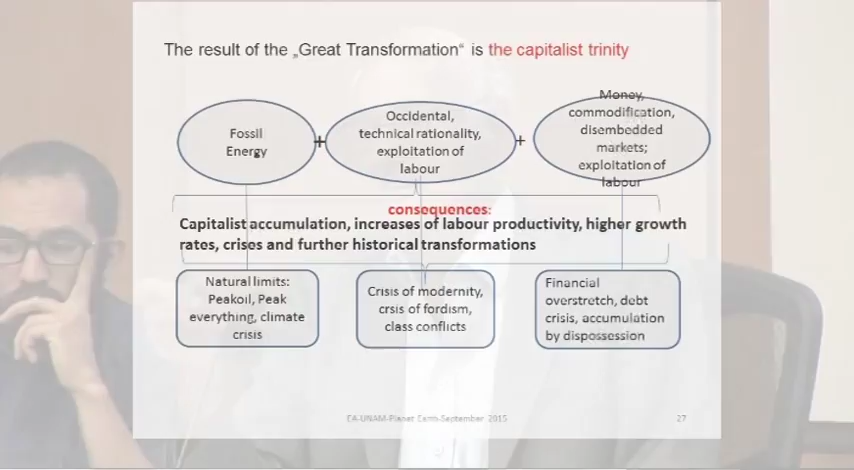 The result of the „Great Transformation“ is the capitalist trinity
Fossil
Energy
+
Occidental,
technical rationality,
exploitation of
labour
+
Money,
commodification,
disembedded
markets;
exploitation of
labour
consequences:
Capitalist accumulation, increases of labour productivity, higher growth
rates, crises and further historical transformations
Natural limits:
Peakoil, Peak
everything, climate
crisis
Crisis of modernity,
crsis of fordism,
class conflicts
Financial
overstretch, debt
crisis, accumulation
by dispossession
EA-UNAM-Planet Earth-September 2015
27